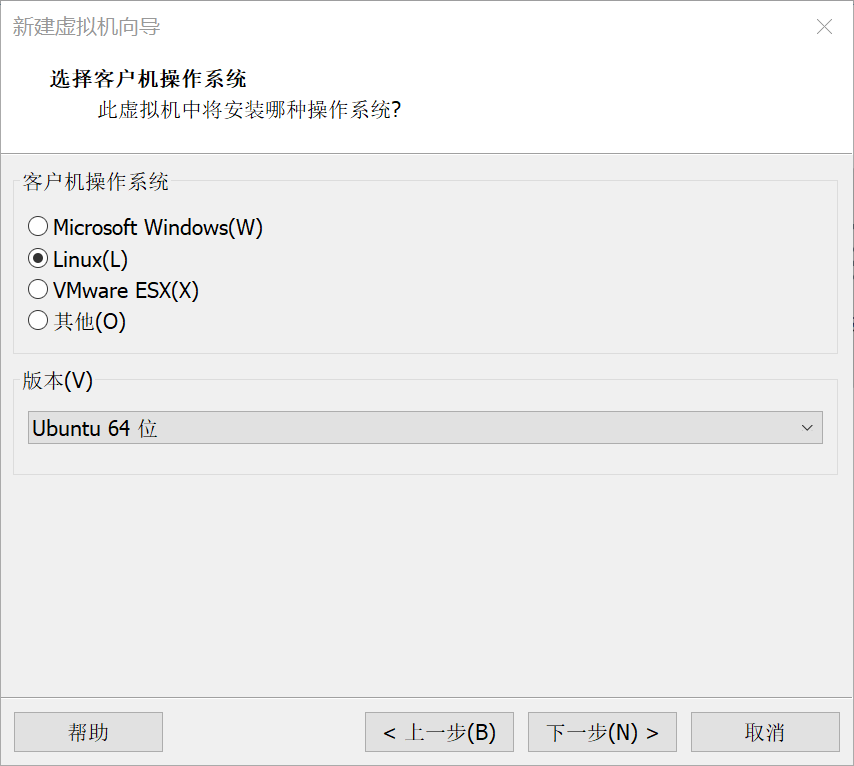 新建虚拟机向导
选择客户机操作系统
此虚拟机中将安装哪种操作系统?
客户机操作系统
Microsoft Windows(W)
Linux(L)
VMware ESX(X)
其他(O)
版本(V)
Ubuntu 64 位
帮助
< 上一步(B)
下一步(N) >
取消